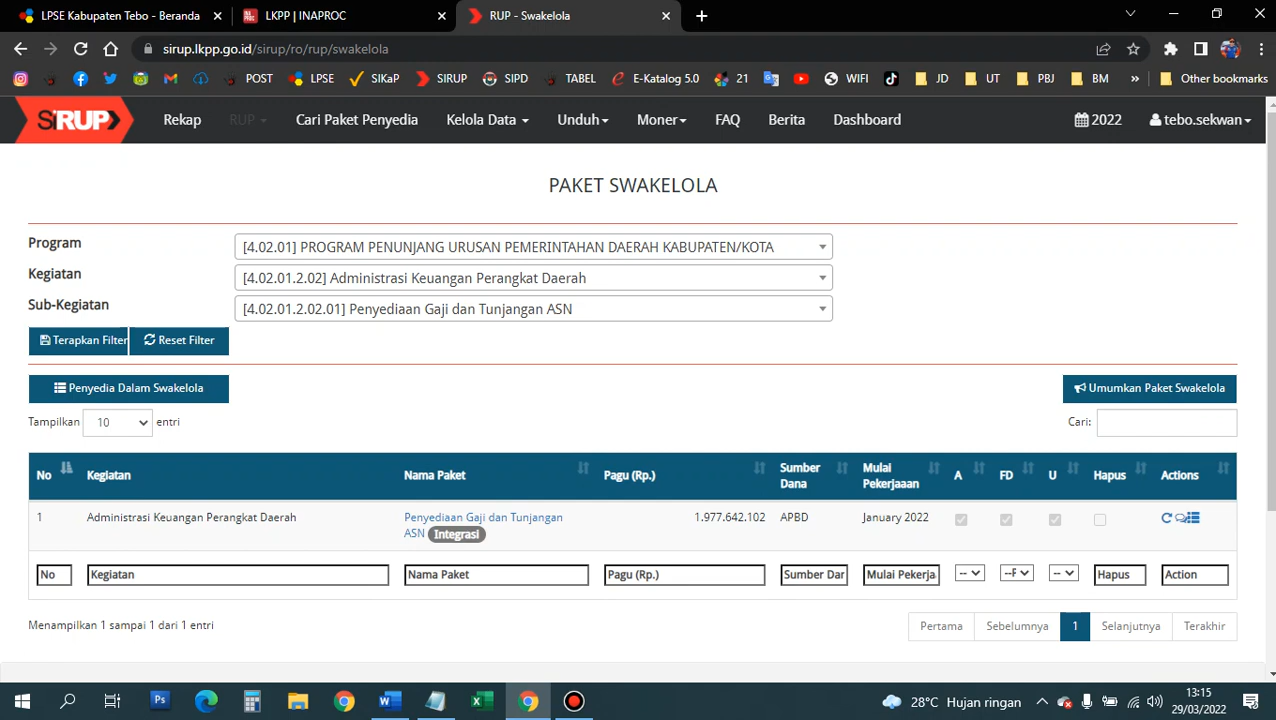 LPSE Kabupaten Tebo - Beranda
LKPP | INAPROC
RUP - Swakelola
sirup.lkpp.go.id/sirup/ro/rup/swakelola
POST
LPSE
SIKaP
SIRUP
SIPD
TABEL
E-Katalog 5.0
21
WIFI
JD
UT
PBJ
BM
»
Other bookmarks
SiRUP
Rekap
RUP
Cari Paket Penyedia
Kelola Data
Unduh
Moner
FAQ
Berita
Dashboard
2022
tebo.sekwan
PAKET SWAKELOLA
Program
[4.02.01] PROGRAM PENUNJANG URUSAN PEMERINTAHAN DAERAH KABUPATEN/KOTA
Kegiatan
[4.02.01.2.02] Administrasi Keuangan Perangkat Daerah
Sub-Kegiatan
[4.02.01.2.02.01] Penyediaan Gaji dan Tunjangan ASN
Terapkan Filter
Reset Filter
Penyedia Dalam Swakelola
Umumkan Paket Swakelola
Tampilkan 10 entri
Cari:
No Kegiatan Nama Paket Pagu (Rp.) Sumber Dana Mulai Pekerjaaan A FD U Hapus Actions
1 Administrasi Keuangan Perangkat Daerah Penyediaan Gaji dan Tunjangan ASN Integrasi 1.977.642.102 APBD January 2022
No Kegiatan Nama Paket Pagu (Rp.) Sumber Dar Mulai Pekerja -- --F -- Hapus Action
Menampilkan 1 sampai 1 dari 1 entri
Pertama Sebelumnya 1 Selanjutnya Terakhir
Ps
28°C Hujan ringan
13:15
29/03/2022